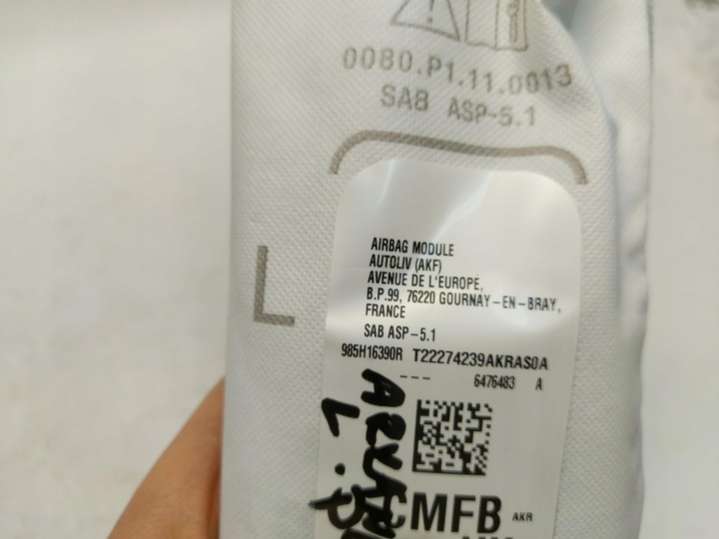 0080.P1.11.0013
SAB ASP-5.1
L
AIRBAG MODULE
AUTOLIV (AKF)
AVENUE DE L'EUROPE,
B.P.99, 76220 GOURNAY-EN-BRAY,
FRANCE
SAB ASP-5.1
985H16390R T22274239AKRAS0A
--- 6476483 A
CMFB AKR
L.